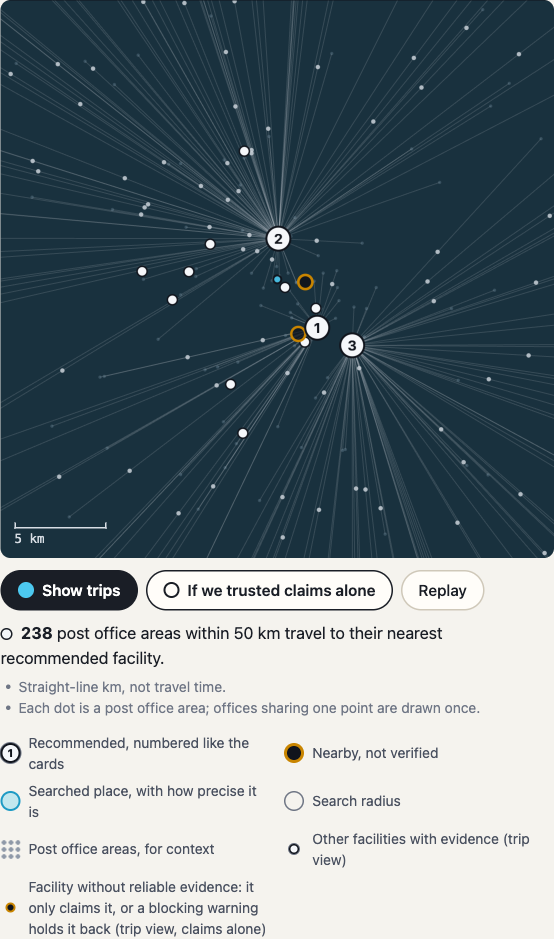 2
1
3
5 km
Show trips
If we trusted claims alone
Replay
238 post office areas within 50 km travel to their nearest
recommended facility.
• Straight-line km, not travel time.
• Each dot is a post office area; offices sharing one point are drawn once.
1
Recommended, numbered like the
cards
Nearby, not verified
Searched place, with how precise it
is
Search radius
Post office areas, for context
Other facilities with evidence (trip
view)
Facility without reliable evidence: it
only claims it, or a blocking warning
holds it back (trip view, claims alone)